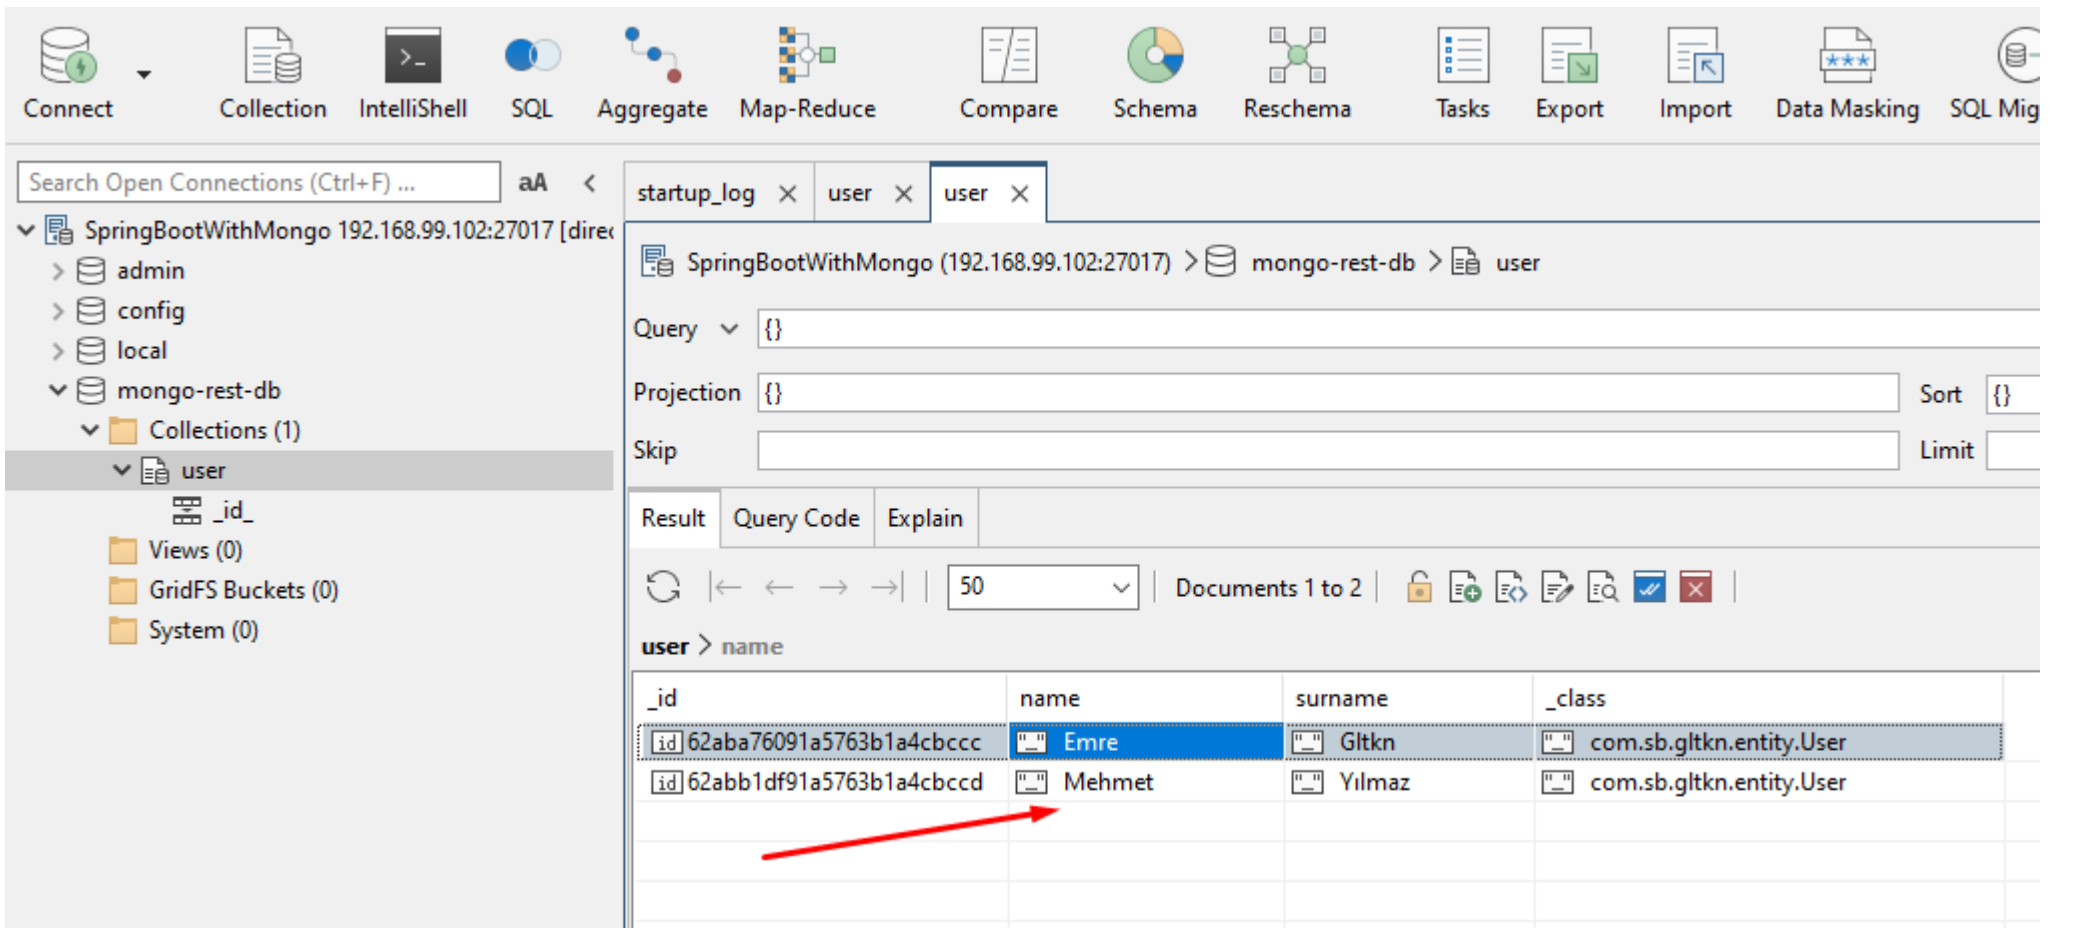 Connect Collection IntelliShell SQL Aggregate Map-Reduce Compare Schema Reschema Tasks Export Import Data Masking SQL Mig
Search Open Connections (Ctrl+F) ... aA
SpringBootWithMongo 192.168.99.102:27017 [direc
admin
config
local
mongo-rest-db
Collections (1)
user
_id_
Views (0)
GridFS Buckets (0)
System (0)
startup_log user user
SpringBootWithMongo (192.168.99.102:27017) > mongo-rest-db > user
Query {}
Projection {} Sort {}
Skip Limit
Result Query Code Explain
50 Documents 1 to 2
user > name
_id name surname _class
id 62aba76091a5763b1a4cbccc "_" Emre "_" Gltkn "_" com.sb.gltkn.entity.User
id 62abb1df91a5763b1a4cbccd "_" Mehmet "_" Yılmaz "_" com.sb.gltkn.entity.User